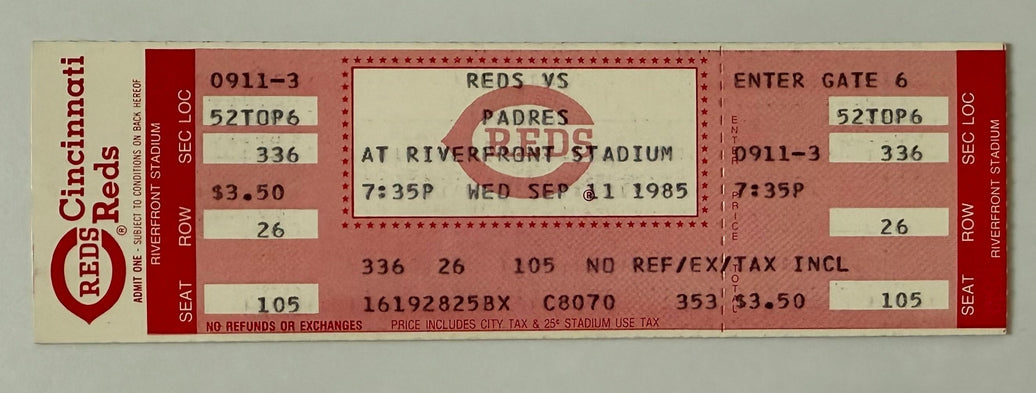 Cincinnati
Reds®
REDS
ADMIT ONE - SUBJECT TO CONDITIONS ON BACK HEREOF
RIVERFRONT STADIUM
SEC LOC
ROW
SEAT
0911-3
52TOP6
336
$3.50
26
105
NO REFUNDS OR EXCHANGES
REDS VS
PADRES
REDS
AT RIVERFRONT STADIUM
7:35P WED SEP 11 1985
®
336 26 105 NO REF/EX/TAX INCL
16192825BX C8070 353
PRICE INCLUDES CITY TAX & 25¢ STADIUM USE TAX
ENTER GATE 6
52TOP6
0911-3 336
7:35P
26
$3.50 105
PRICE
TOTAL
SEC LOC
ROW
SEAT
RIVERFRONT STADIUM